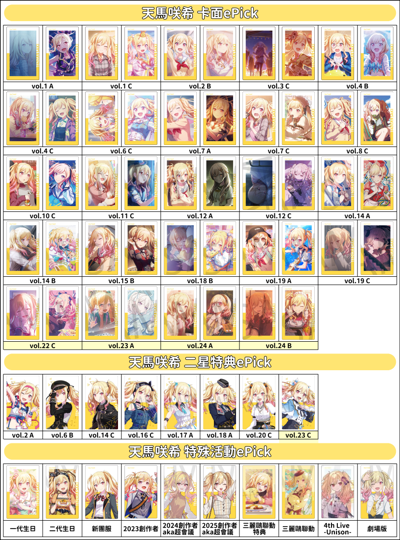 天馬咲希 卡面ePick
vol.1 A vol.1 C vol.2 B vol.3 C vol.4 B
vol.4 C vol.6 C vol.7 A vol.7 C vol.8 C
vol.10 C vol.11 C vol.12 A vol.12 C vol.14 A
vol.14 B vol.15 B vol.18 B vol.19 A vol.19 C
vol.22 C vol.23 A vol.24 A vol.24 B
天馬咲希 二星特典ePick
vol.2 A vol.6 B vol.14 C vol.16 C vol.17 A vol.18 A vol.20 C vol.23 C
天馬咲希 特殊活動ePick
一代生日 二代生日 新團服 2023創作者 2024創作者 2025創作者 三麗鷗聯動 三麗鷗聯動 4th Live 劇場版
aka超會議 aka超會議 特典 -Unison-